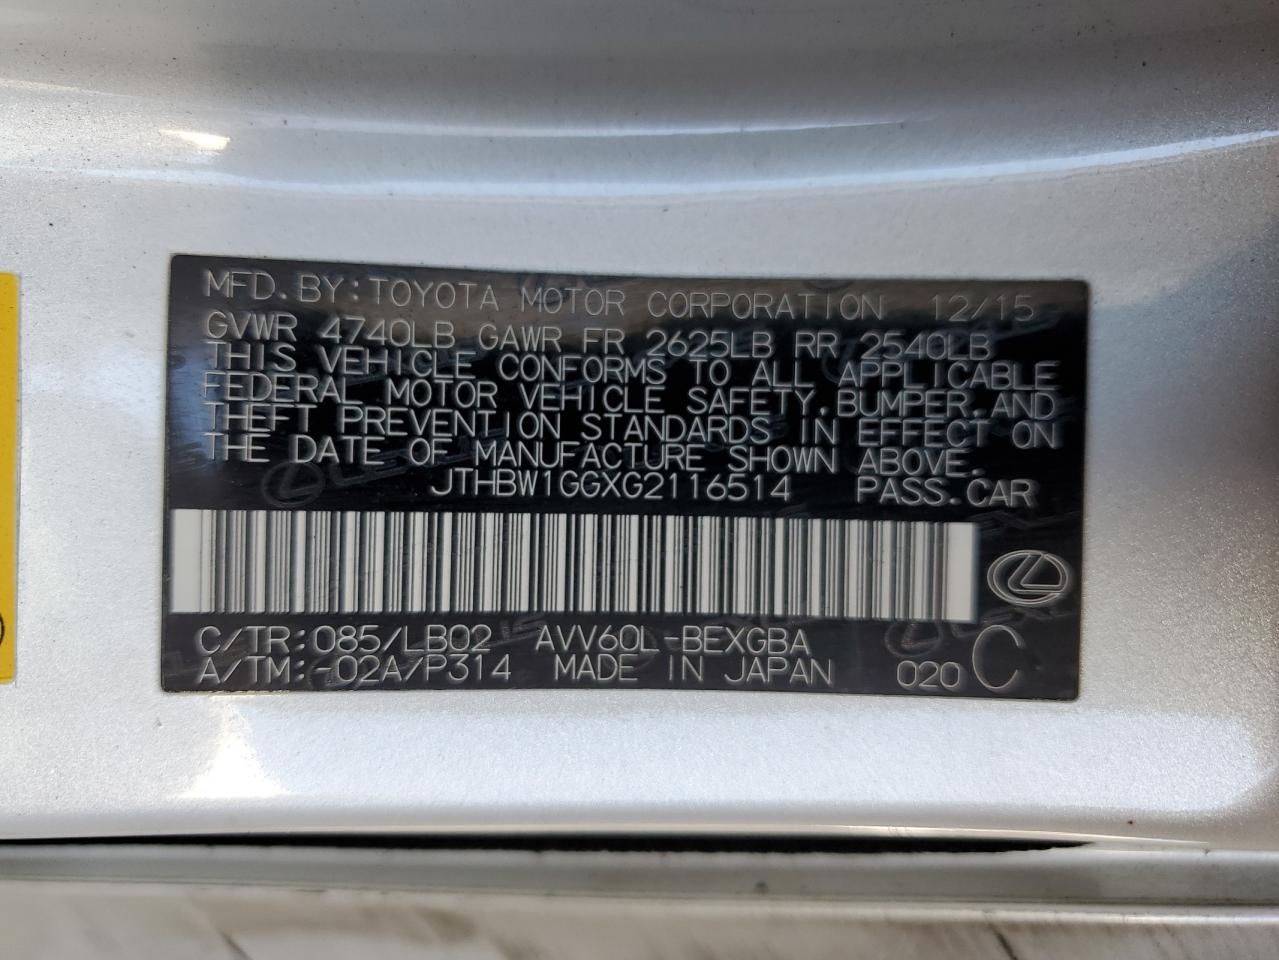 MFD. BY: TOYOTA MOTOR CORPORATION 12/15
GVWR 4740LB GAWR FR 2625LB RR 2540LB
THIS VEHICLE CONFORMS TO ALL APPLICABLE
FEDERAL MOTOR VEHICLE SAFETY, BUMPER, AND
THEFT PREVENTION STANDARDS IN EFFECT ON
THE DATE OF MANUFACTURE SHOWN ABOVE.
JTHBW1GGXG2116514 PASS. CAR
C/TR: 085/LB02 AVV60L-BEXGBA
A/TM: -02A/P314 MADE IN JAPAN 020 C